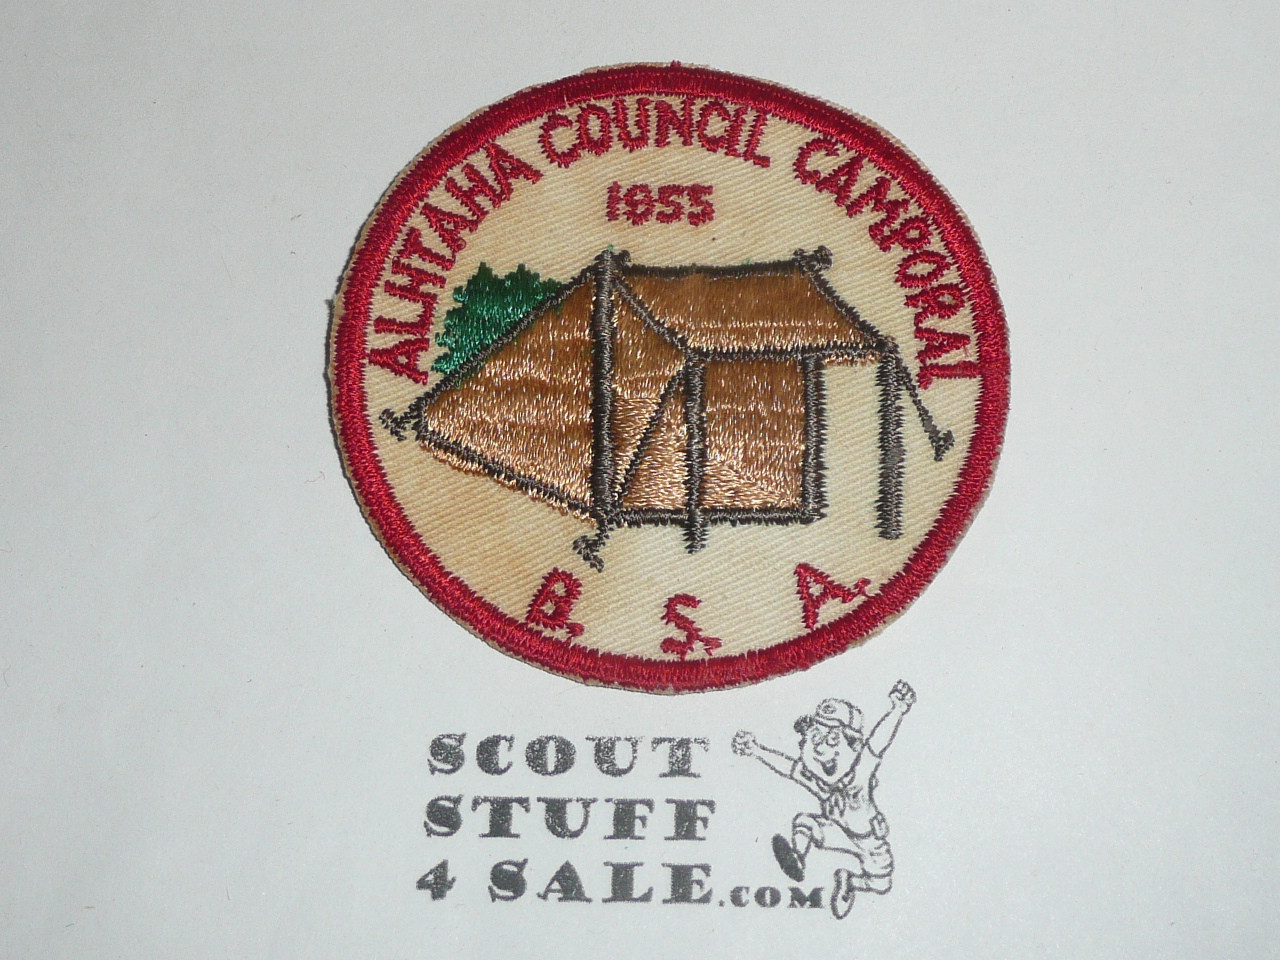 ALHTAHA COUNCIL CAMPORAL
1955
B. S. A.
SCOUT
STUFF
4 SALE.COM